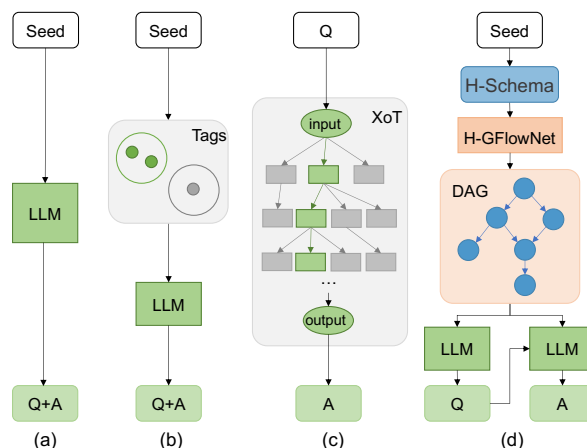 Seed
Seed
Q
Seed
Tags
XoT
input
H-Schema
H-GFlowNet
DAG
LLM
LLM
...
output
LLM
LLM
Q+A
Q+A
A
Q
A
(a)
(b)
(c)
(d)